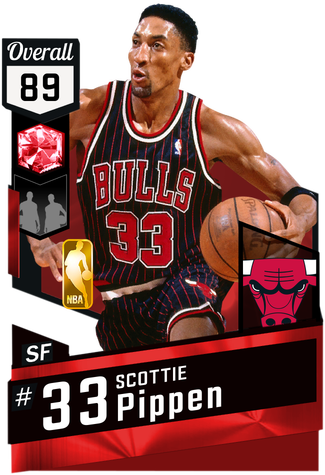 Overall
89
BULLS
33
NBA
SF
# 33 SCOTTIE
Pippen